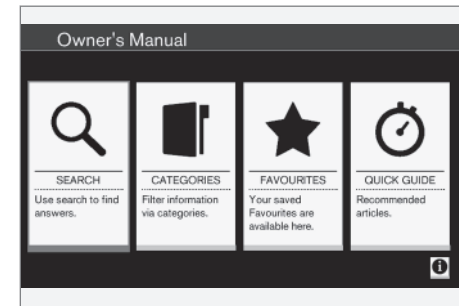 Owner's Manual
SEARCH
Use search to find
answers.
CATEGORIES
Filter information
via categories.
FAVOURITES
Your saved
Favourites are
available here.
QUICK GUIDE
Recommended
articles.